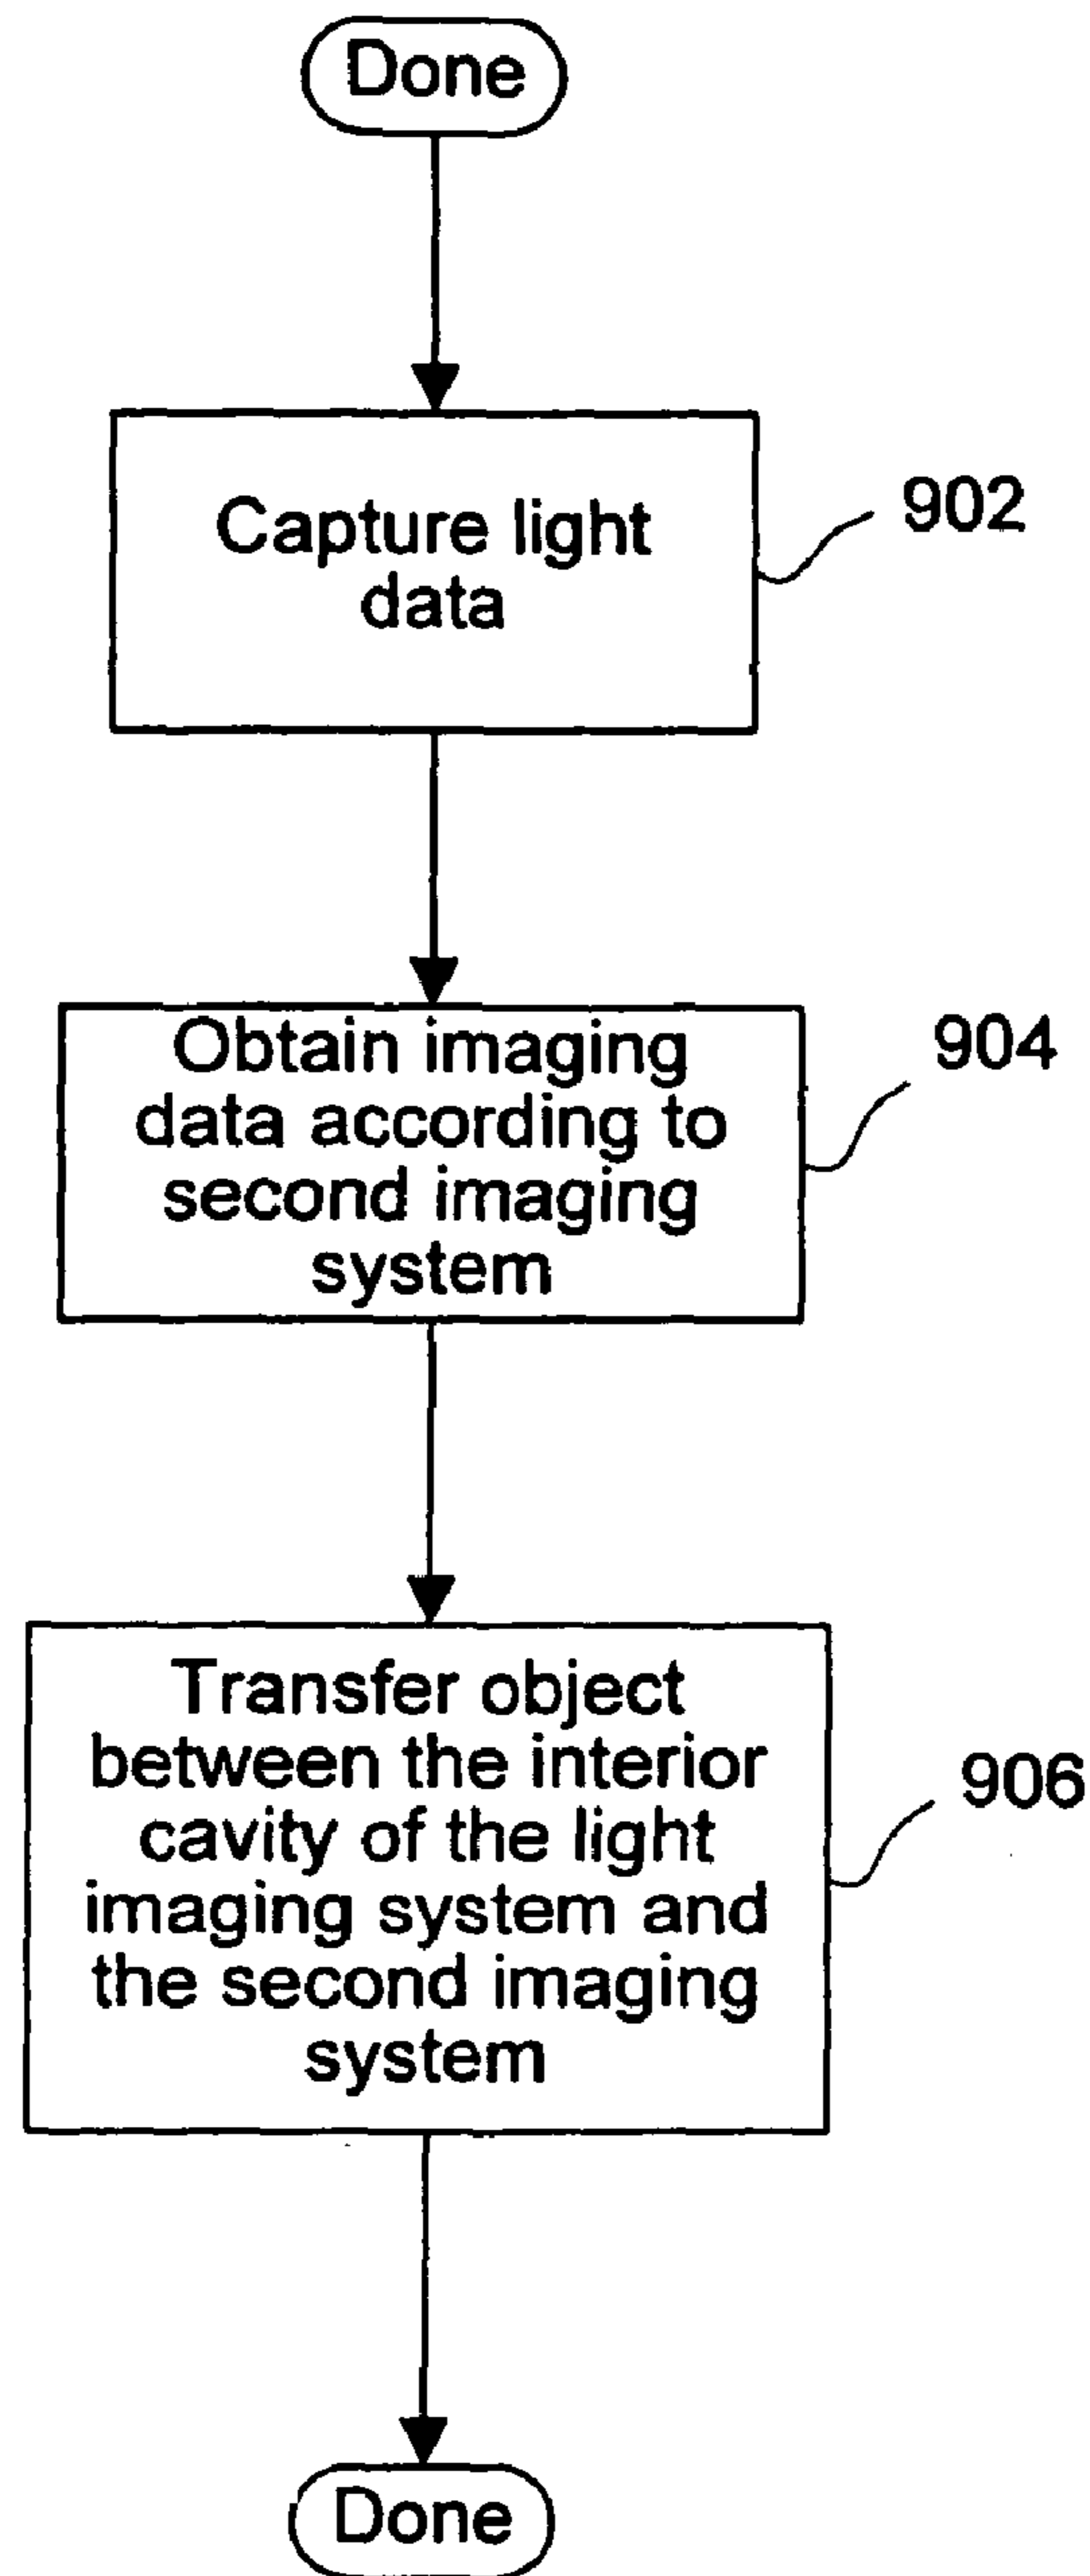 Done
Capture light
data
902
Obtain imaging
data according to
second imaging
system
904
Transfer object
between the interior
cavity of the light
imaging system and
the second imaging
system
906
Done